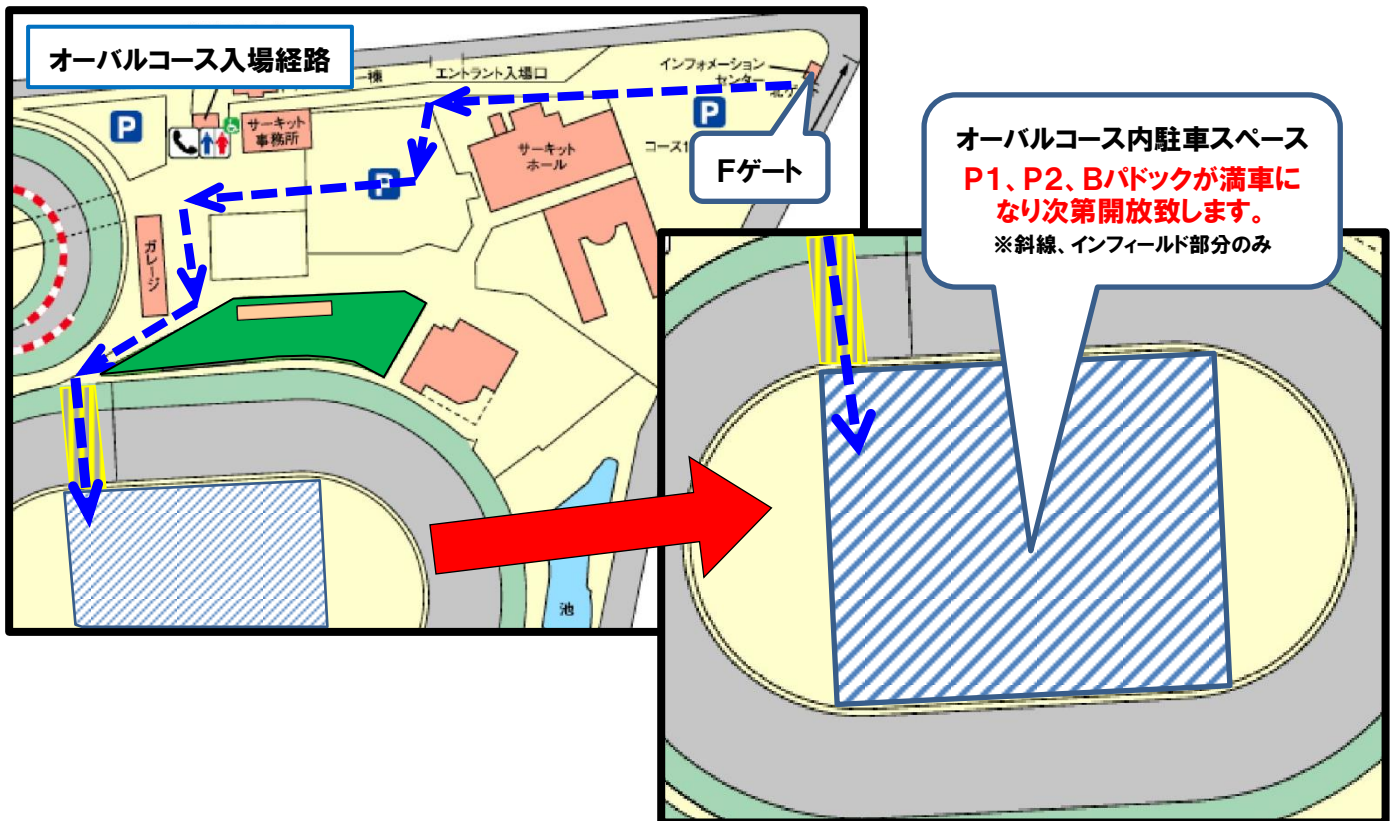 オーバルコース入場経路
棟
エントラント入場口
インフォメーション
センター
P
サーキット
事務所
サーキット
ホール
P
コース1
Fゲート
P
ガレージ
池
オーバルコース内駐車スペース
P1、P2、Bパドックが満車に
なり次第開放致します。
※斜線、インフィールド部分のみ